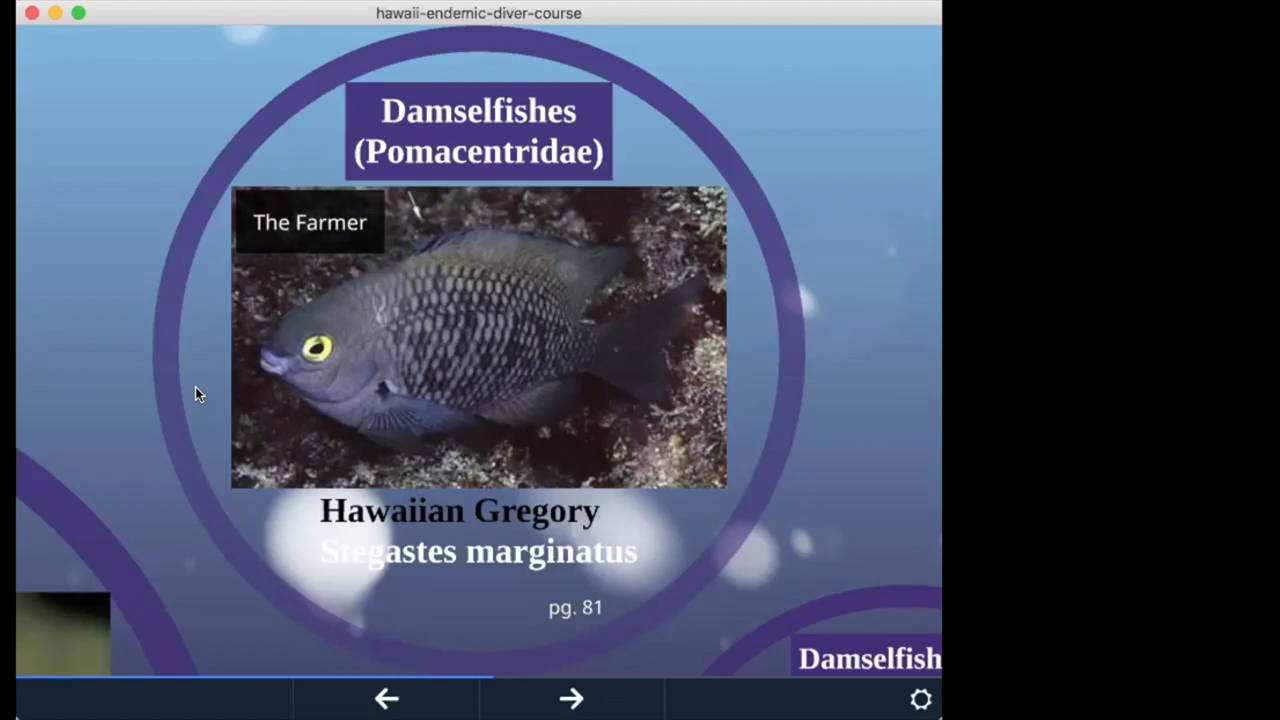 hawaii-endemic-diver-course
Damselfishes
(Pomacentridae)
The Farmer
Hawaiian Gregory
Stegastes marginatus
pg. 81
Damselfish